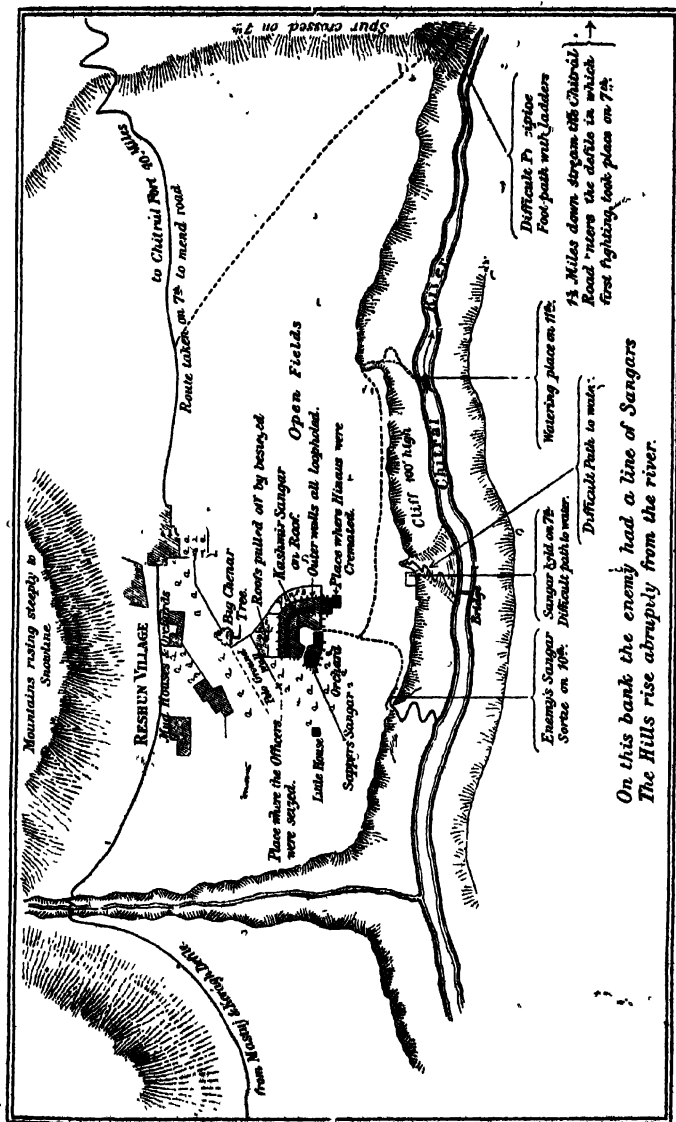 Mountains rising steeply to
Snowline.
from Mastuj & Koragh Defile.
RESHUN VILLAGE
Mud Houses & Orchards
to Chitral Fort 40 Miles
Route taken on 7th to mend road
Spur crossed on 7th
Big Chenar
Tree.
Polo Ground
Roofs pulled off by besieged
Kashmir Sangar
on Roof.
Outer walls all loopholed.
Place where Hindus were
Cremated.
Open Fields
Place where the Officers
were seized.
Little House
Sappers Sangar
Orchard
Cliff 100' high
Chitral River
Bridge
Enemy's Sangar
Sortie on 10th.
Sangar held on 7th.
Difficult path to water.
Difficult Path to water
Watering place on 11th.
Difficult
Foot-path with ladders
1½ Miles down stream the Chitral
Road enters the defile in which
first fighting took place on 7th.
On this bank the enemy had a line of Sangars
The Hills rise abruptly from the river.